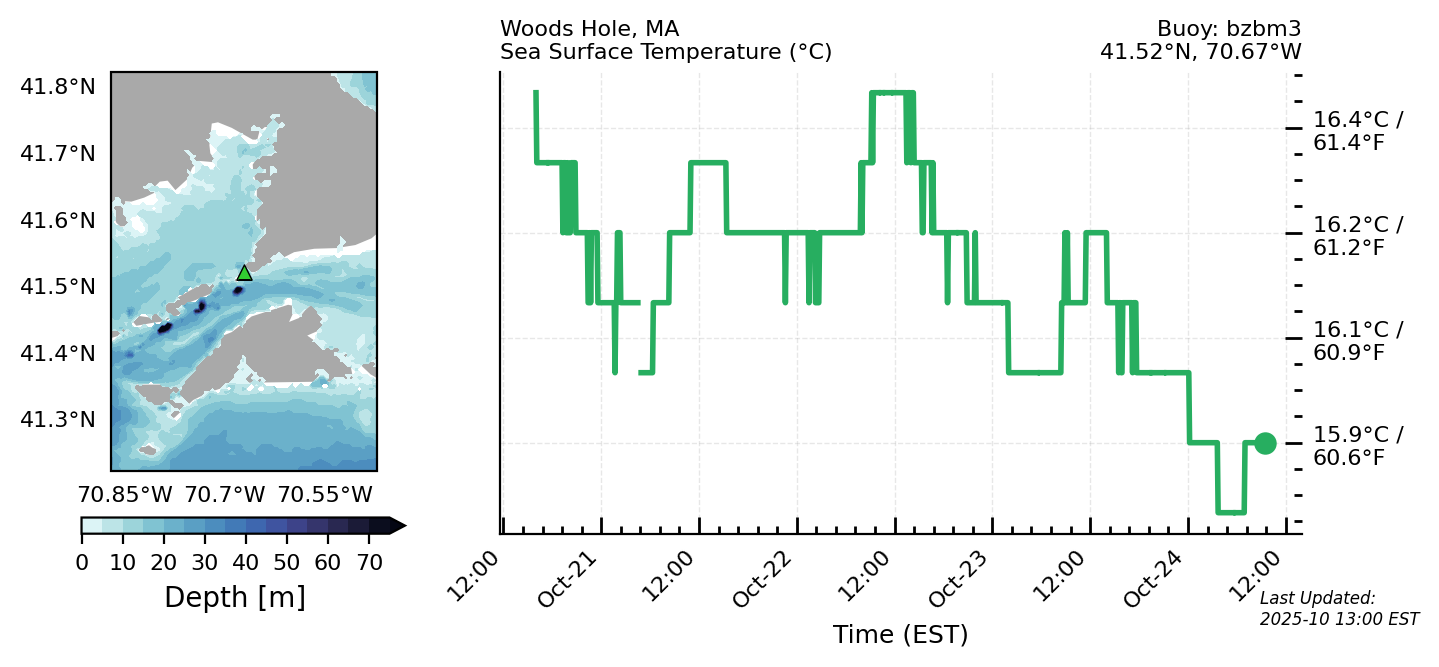 Woods Hole, MA
Sea Surface Temperature (°C)
Buoy: bzbm3
41.52°N, 70.67°W
41.8°N
41.7°N
41.6°N
41.5°N
41.4°N
41.3°N
70.85°W 70.7°W 70.55°W
0 10 20 30 40 50 60 70
Depth [m]
16.4°C /
61.4°F
16.2°C /
61.2°F
16.1°C /
60.9°F
15.9°C /
60.6°F
12:00 Oct-21 12:00 Oct-22 12:00 Oct-23 12:00 Oct-24 12:00
Time (EST)
Last Updated:
2025-10 13:00 EST